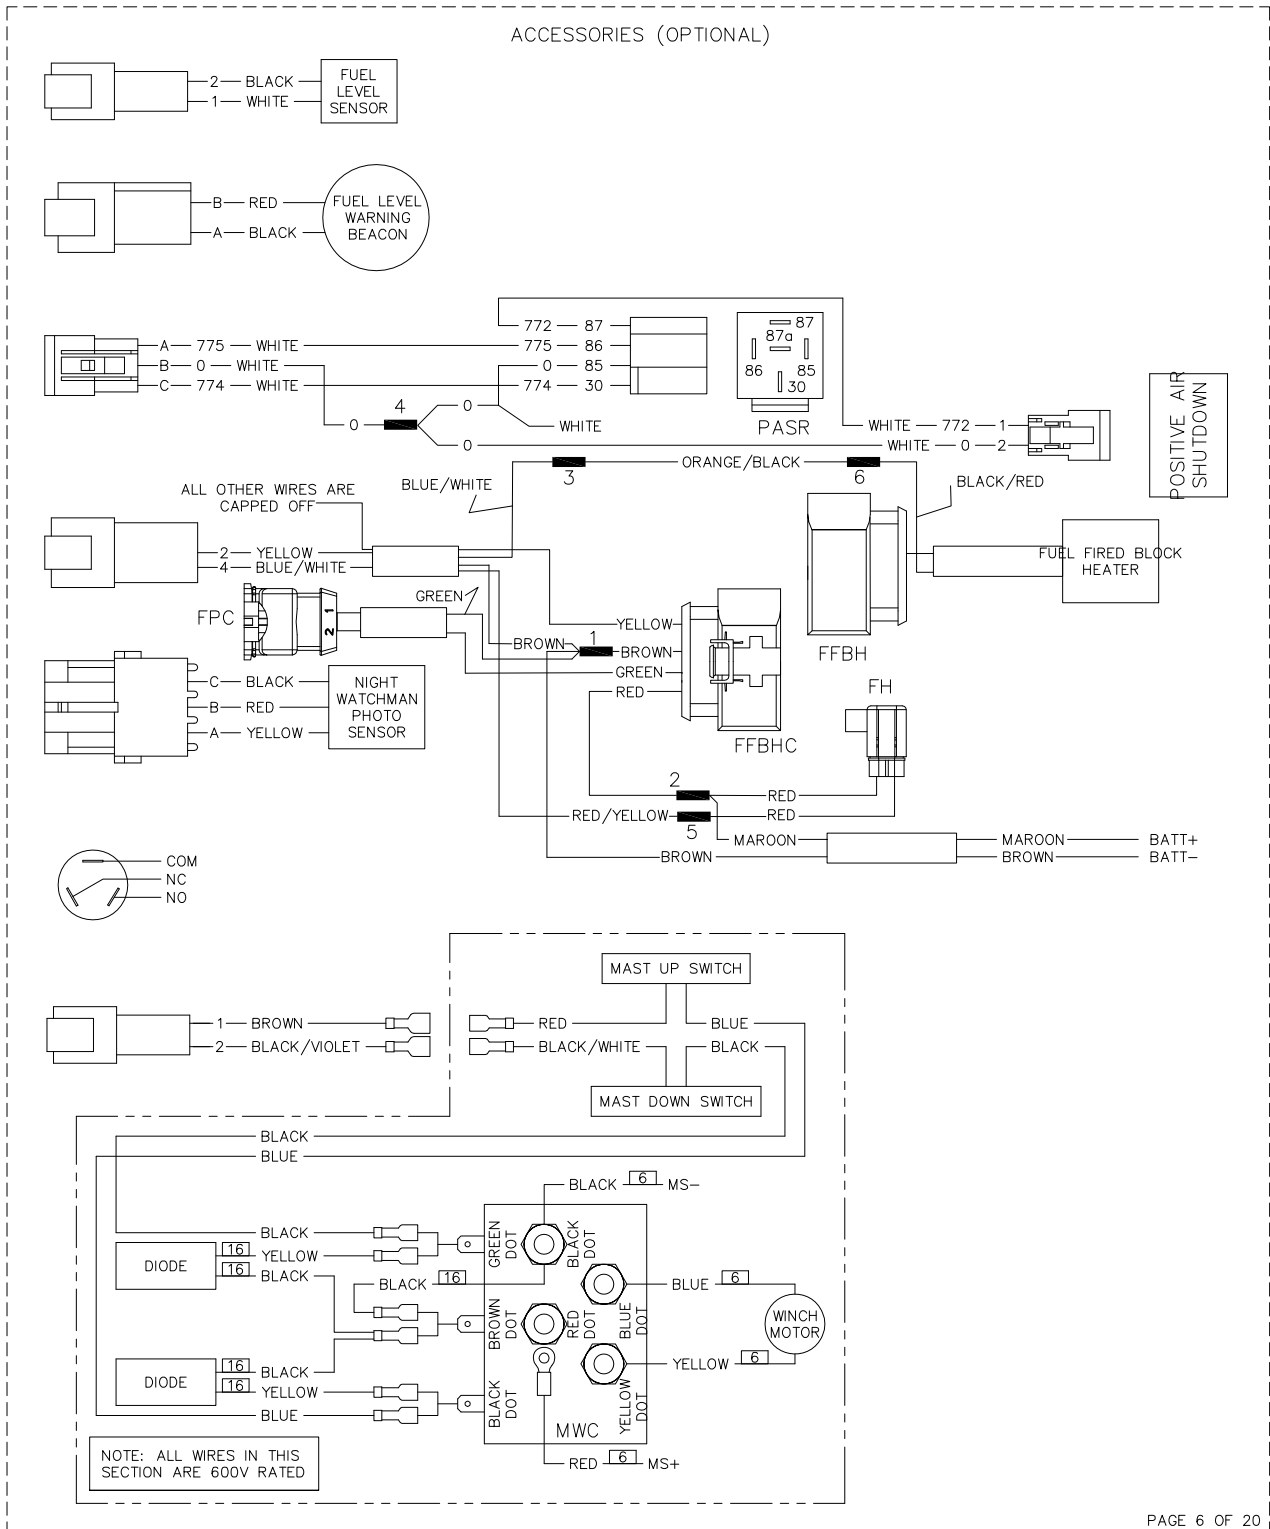 ACCESSORIES (OPTIONAL)
2 BLACK
1 WHITE
FUEL
LEVEL
SENSOR
B RED
A BLACK
FUEL LEVEL
WARNING
BEACON
A 775 WHITE 775 86
B 0 WHITE 0 85
C 774 WHITE 774 30
772 87
87
87a
86 85
30
PASR
0 4 0
WHITE
0
WHITE 772 1
WHITE 0 2
POSITIVE AIR
SHUTDOWN
3 ORANGE/BLACK 6
BLUE/WHITE
BLACK/RED
ALL OTHER WIRES ARE
CAPPED OFF
2 YELLOW
4 BLUE/WHITE
FUEL FIRED BLOCK
HEATER
FFBH
GREEN
FPC
1
2
YELLOW
BROWN 1 BROWN
GREEN
RED
FFBHC
FH
C BLACK
B RED
A YELLOW
NIGHT
WATCHMAN
PHOTO
SENSOR
2 RED
RED/YELLOW 5 RED
MAROON MAROON BATT+
BROWN BROWN BATT-
COM
NC
NO
MAST UP SWITCH
1 BROWN
2 BLACK/VIOLET
RED BLUE
BLACK/WHITE BLACK
MAST DOWN SWITCH
BLACK
BLUE
BLACK 6 MS-
BLACK
DIODE
16 YELLOW
16 BLACK
BLACK 16
GREEN
DOT
BLACK
DOT
BLUE 6
BROWN
DOT
RED
DOT
BLUE
DOT
WINCH
MOTOR
YELLOW 6
DIODE
16 BLACK
16 YELLOW
BLUE
BLACK
DOT
YELLOW
DOT
MWC
RED 6 MS+
NOTE: ALL WIRES IN THIS
SECTION ARE 600V RATED
PAGE 6 OF 20